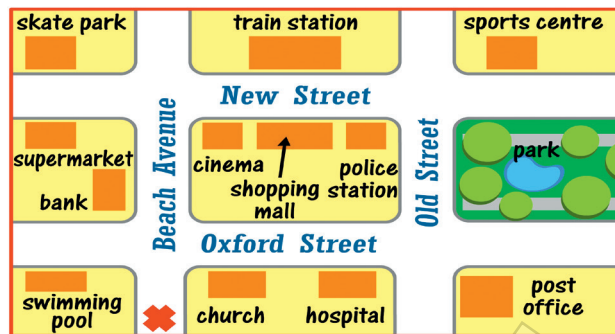 skate park
train station
sports centre
New Street
Beach Avenue
supermarket
bank
cinema
shopping
mall
police
station
Old Street
park
Oxford Street
swimming
pool
church
hospital
post
office